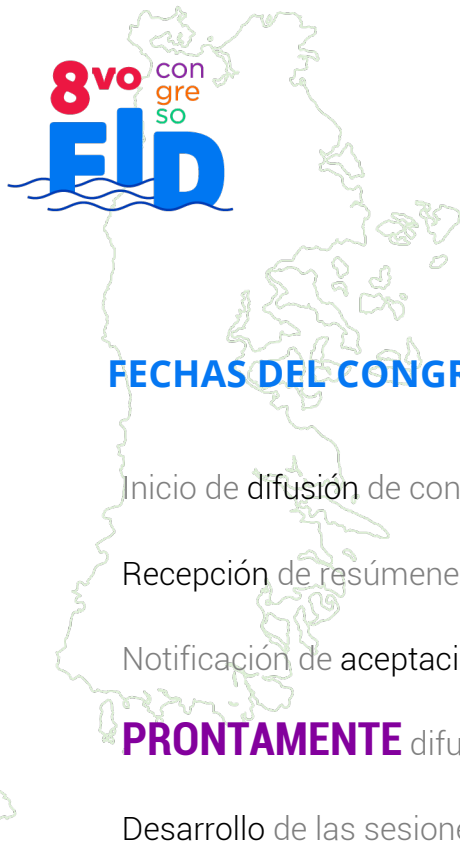 8vo con
gre
so
FID
FECHAS DEL CONGR
Inicio de difusión de con
Recepción de resúmene
Notificación de aceptaci
PRONTAMENTE difu
Desarrollo de las sesione